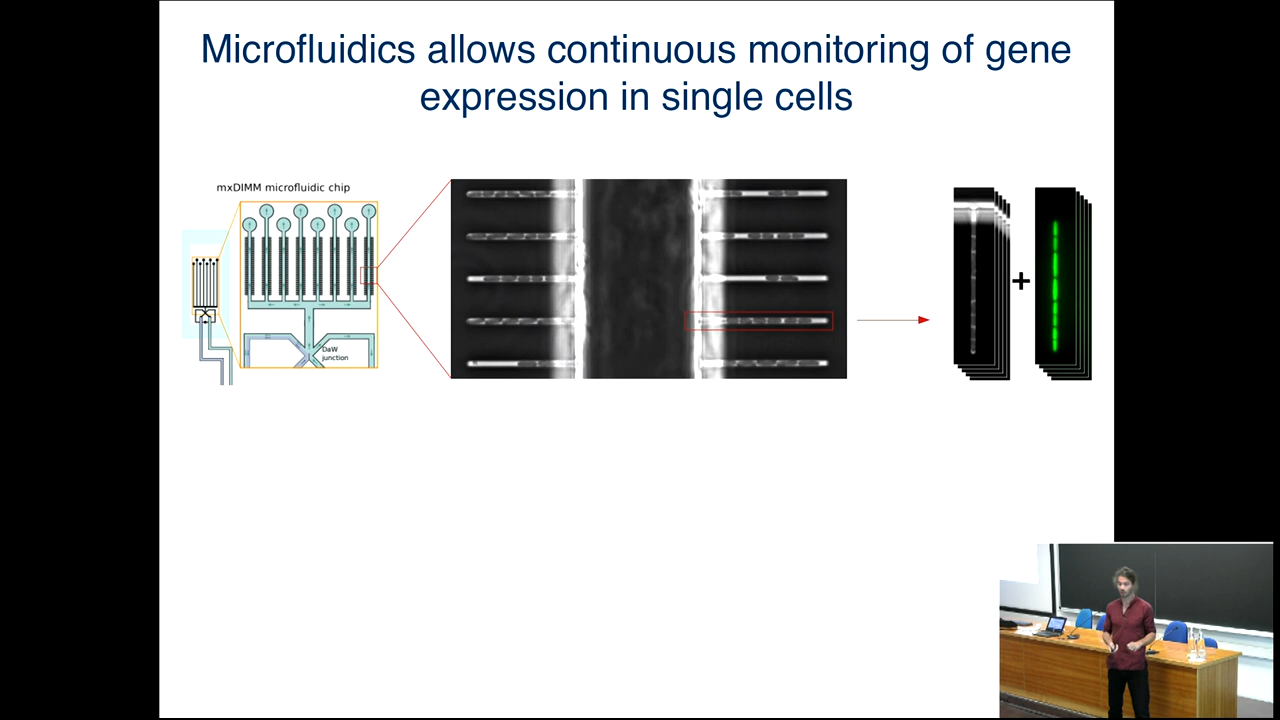 Microfluidics allows continuous monitoring of gene
expression in single cells
mxDIMM microfluidic chip
DaW
junction
+